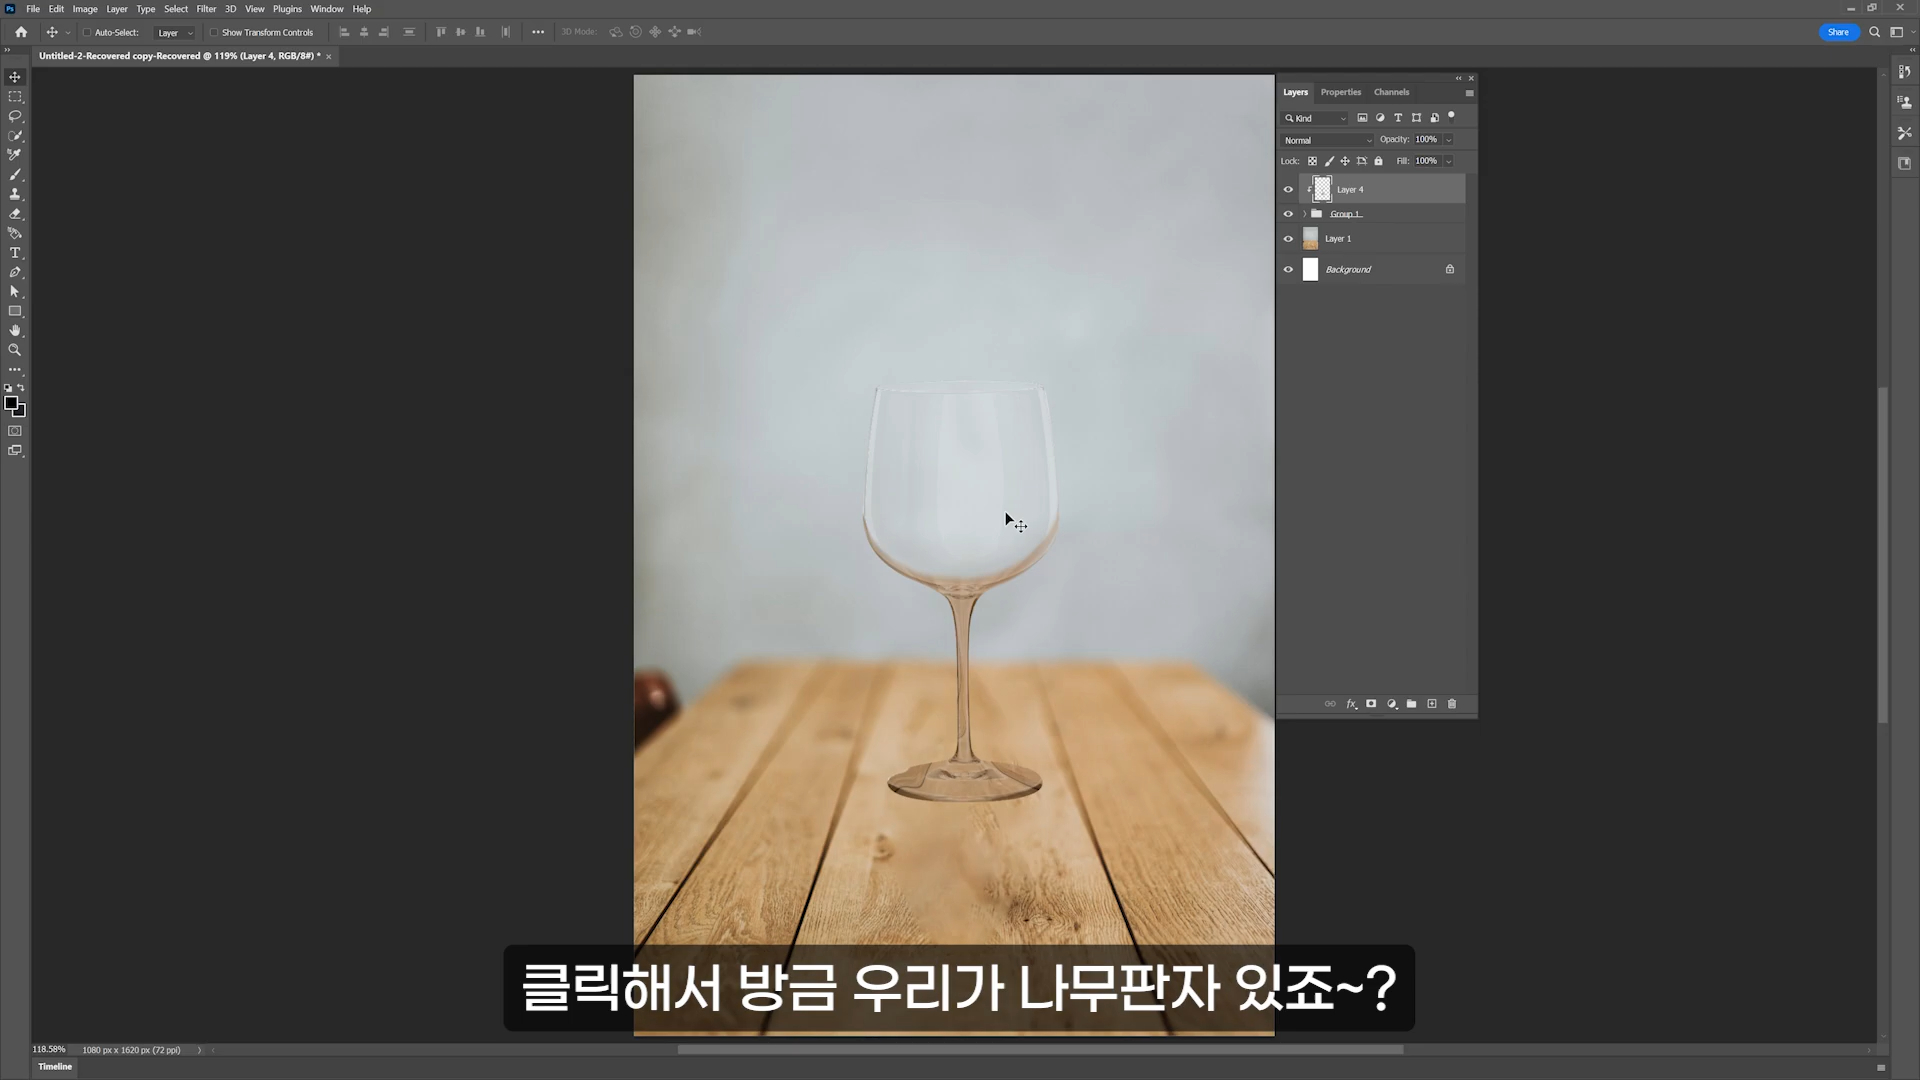 Ps File Edit Image Layer Type Select Filter 3D View Plugins Window Help
Auto-Select: Layer Show Transform Controls 3D Mode: Share
Untitled-2-Recovered copy-Recovered @ 119% (Layer 4, RGB/8#) * ×
Layers Properties Channels
Kind
Normal Opacity: 100%
Lock: Fill: 100%
Layer 4
Group 1
Layer 1
Background
클릭해서 방금 우리가 나무판자 있죠~?
118.58% 1080 px x 1620 px (72 ppi)
Timeline